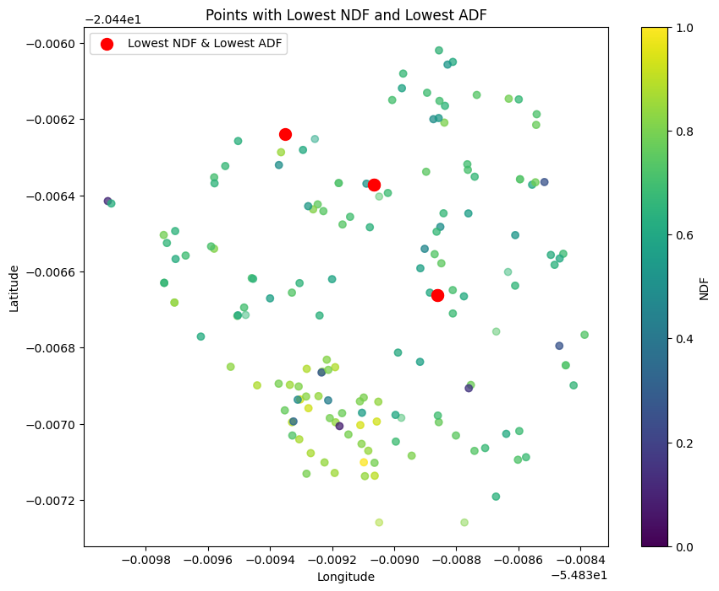 Points with Lowest NDF and Lowest ADF
−2.044e1
Lowest NDF & Lowest ADF
−0.0060
−0.0062
−0.0064
−0.0066
−0.0068
−0.0070
−0.0072
Latitude
−0.0098 −0.0096 −0.0094 −0.0092 −0.0090 −0.0088 −0.0086 −0.0084
−5.483e1
Longitude
1.0
0.8
0.6
0.4
0.2
0.0
NDF